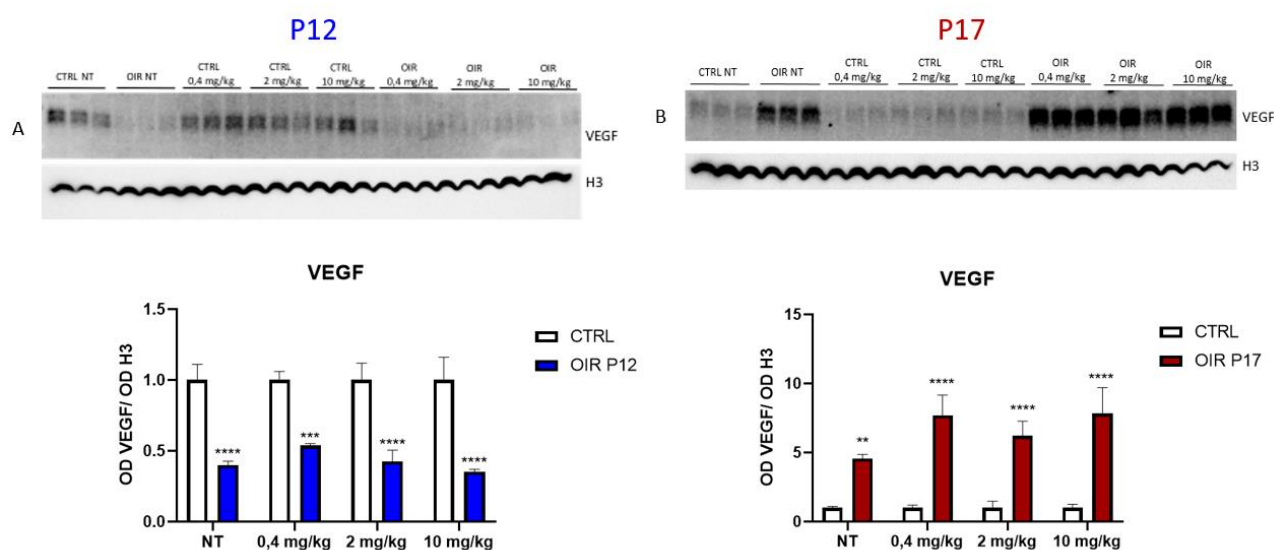 P12
CTRL NT OIR NT CTRL 0,4 mg/kg CTRL 2 mg/kg CTRL 10 mg/kg OIR 0,4 mg/kg OIR 2 mg/kg OIR 10 mg/kg
A
VEGF
H3
VEGF
OD VEGF/ OD H3
1.5
1.0
0.5
0.0
**** *** **** ****
NT 0,4 mg/kg 2 mg/kg 10 mg/kg
CTRL
OIR P12
P17
CTRL NT OIR NT CTRL 0,4 mg/kg CTRL 2 mg/kg CTRL 10 mg/kg OIR 0,4 mg/kg OIR 2 mg/kg OIR 10 mg/kg
B
VEGF
H3
VEGF
OD VEGF/ OD H3
15
10
5
0
** **** **** ****
NT 0,4 mg/kg 2 mg/kg 10 mg/kg
CTRL
OIR P17